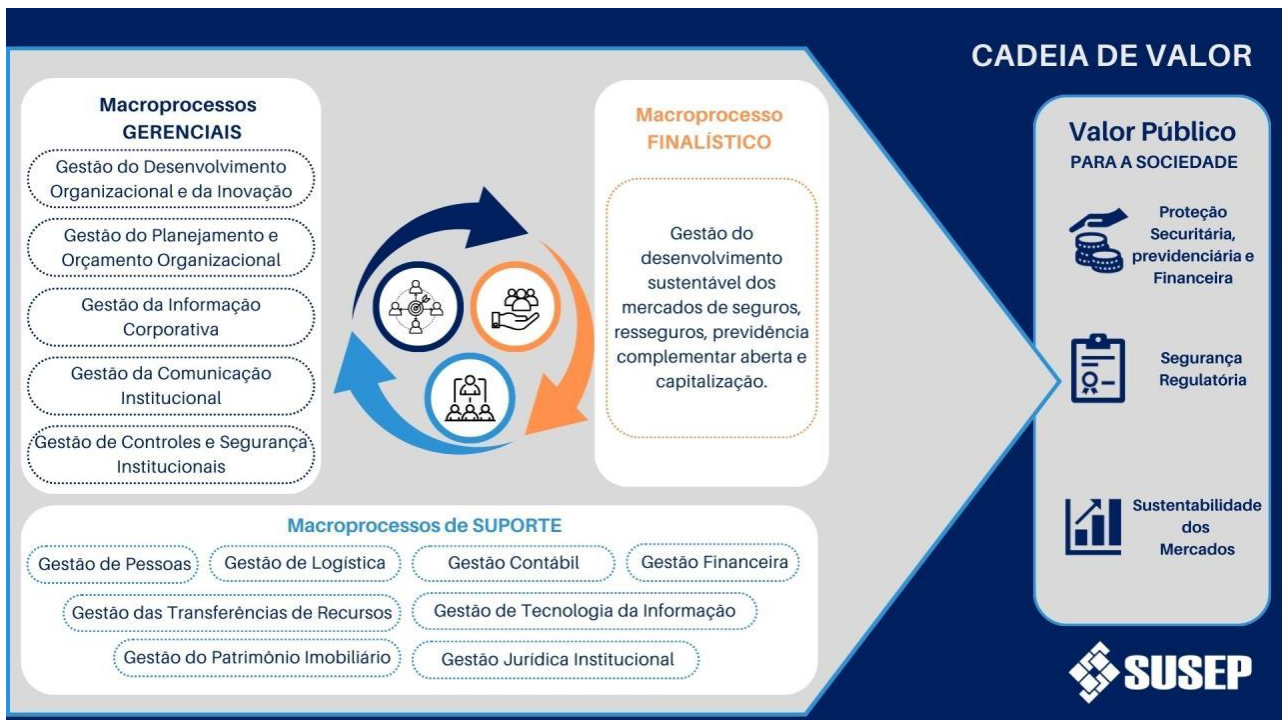 CADEIA DE VALOR
Macroprocessos
GERENCIAIS
Gestão do Desenvolvimento
Organizacional e da Inovação
Gestão do Planejamento e
Orçamento Organizacional
Gestão da Informação
Corporativa
Gestão da Comunicação
Institucional
Gestão de Controles e Segurança
Institucionais
Macroprocesso
FINALÍSTICO
Gestão do
desenvolvimento
sustentável dos
mercados de seguros,
resseguros, previdência
complementar aberta e
capitalização.
Macroprocessos de SUPORTE
Gestão de Pessoas
Gestão de Logística
Gestão Contábil
Gestão Financeira
Gestão das Transferências de Recursos
Gestão de Tecnologia da Informação
Gestão do Patrimônio Imobiliário
Gestão Jurídica Institucional
Valor Público
PARA A SOCIEDADE
Proteção
Securitária,
previdenciária e
Financeira
Segurança
Regulatória
Sustentabilidade
dos
Mercados
SUSEP